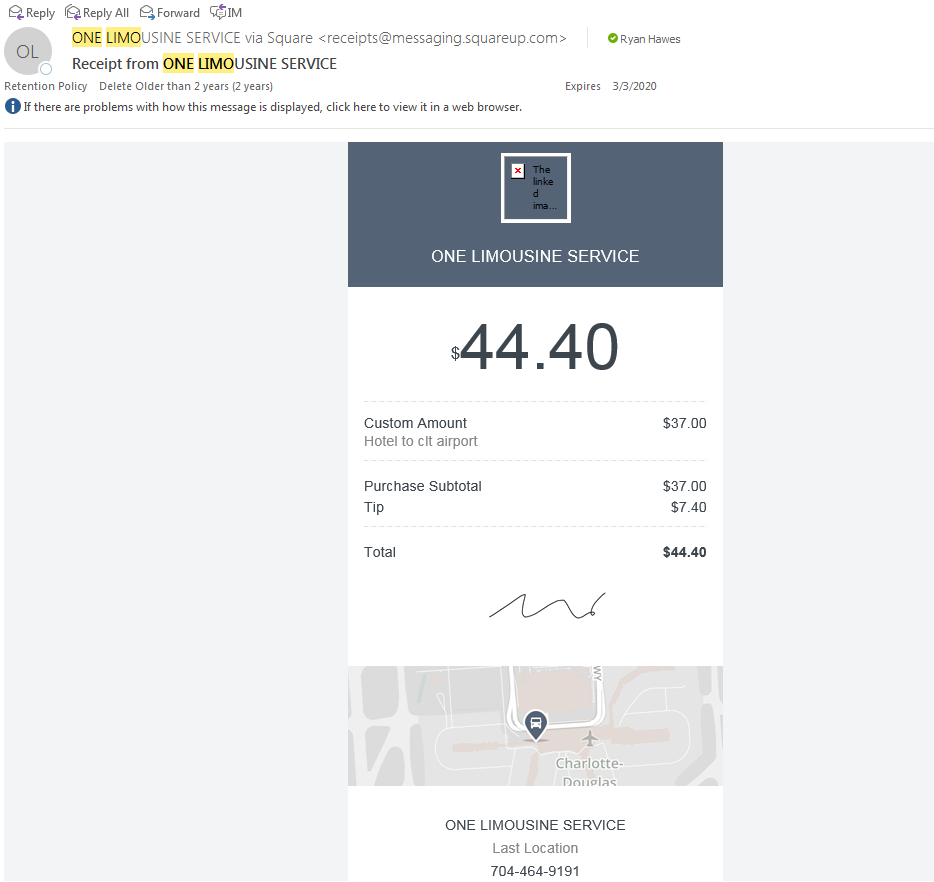 Reply Reply All Forward IM
OL
ONE LIMOUSINE SERVICE via Square <receipts@messaging.squareup.com>
Ryan Hawes
Receipt from ONE LIMOUSINE SERVICE
Retention Policy Delete Older than 2 years (2 years) Expires 3/3/2020
If there are problems with how this message is displayed, click here to view it in a web browser.
The
linke
d
ima...
ONE LIMOUSINE SERVICE
$44.40
Custom Amount $37.00
Hotel to clt airport
Purchase Subtotal $37.00
Tip $7.40
Total $44.40
WY
Charlotte-
Douglas
ONE LIMOUSINE SERVICE
Last Location
704-464-9191